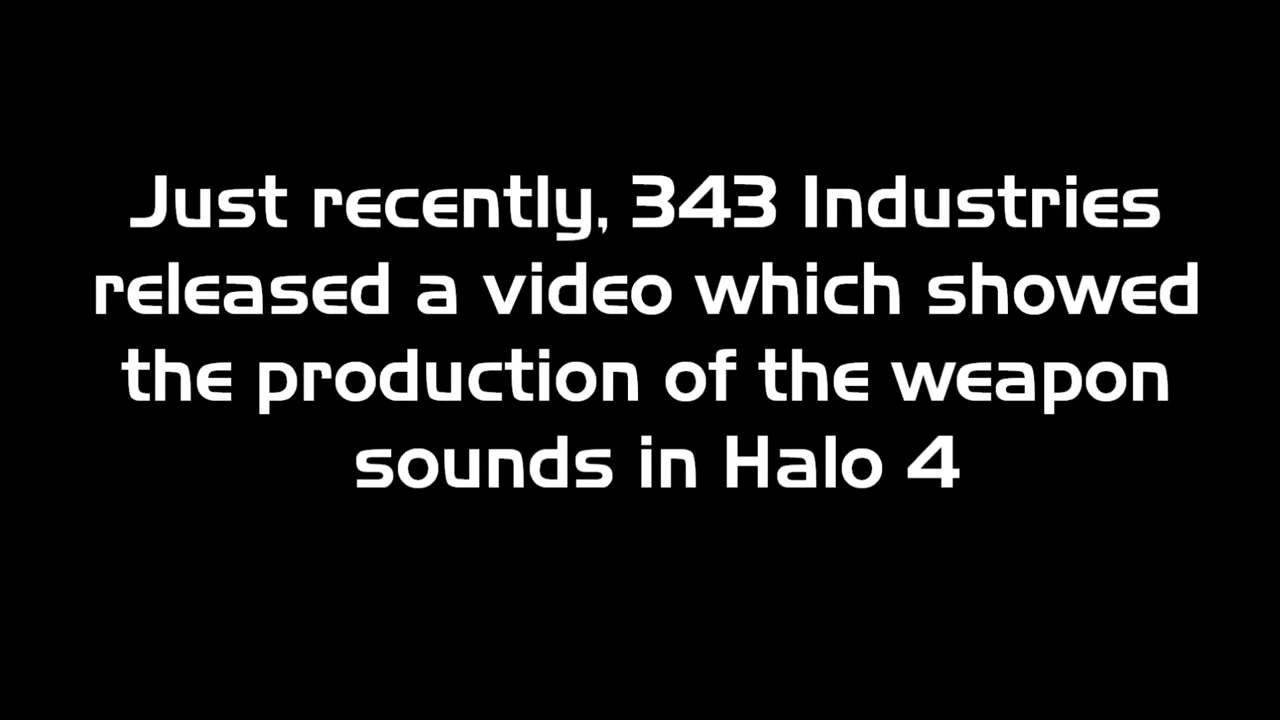 Just recently, 343 Industries
released a video which showed
the production of the weapon
sounds in Halo 4